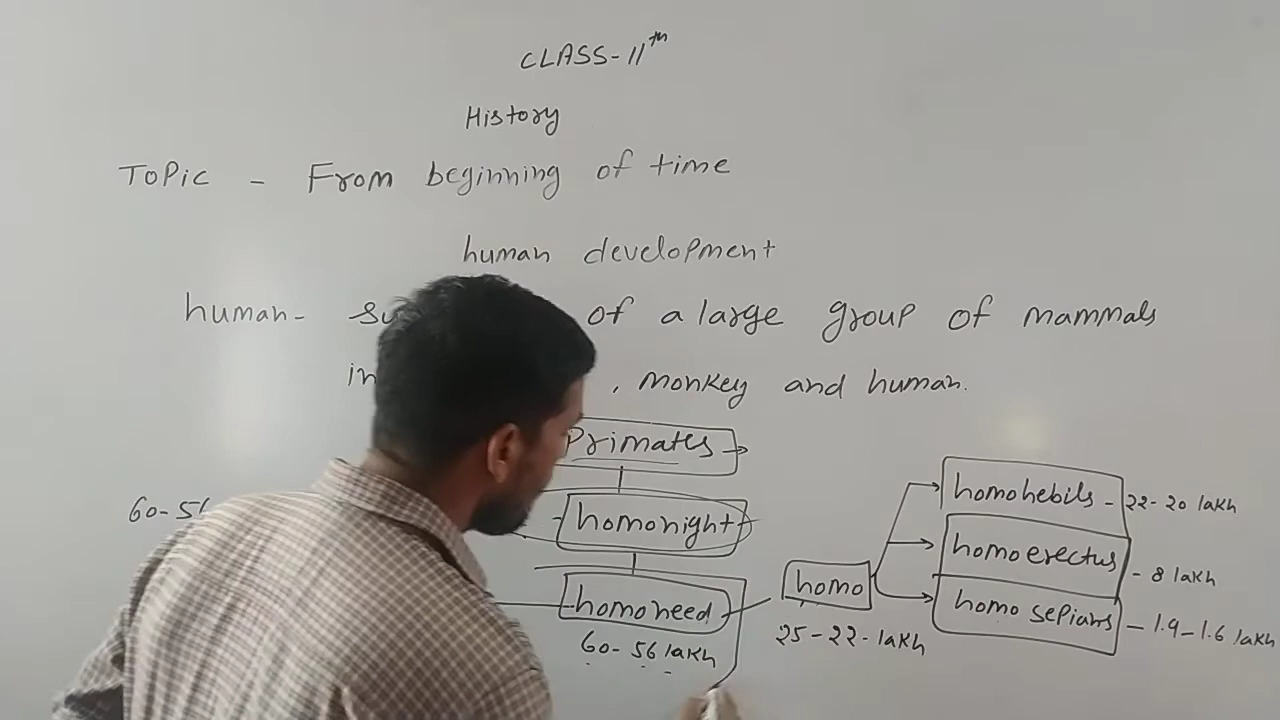 CLASS-11th
History
Topic - From beginning of time
human development
human- of a large group of mammals
, monkey and human.
Primates
homohebils - 22-20 lakh
60-56
homonight
homoerectus - 8 lakh
homo
homoheed
homo sepians - 1.9-1.6 lakh
25-22-lakh
60-56 lakh